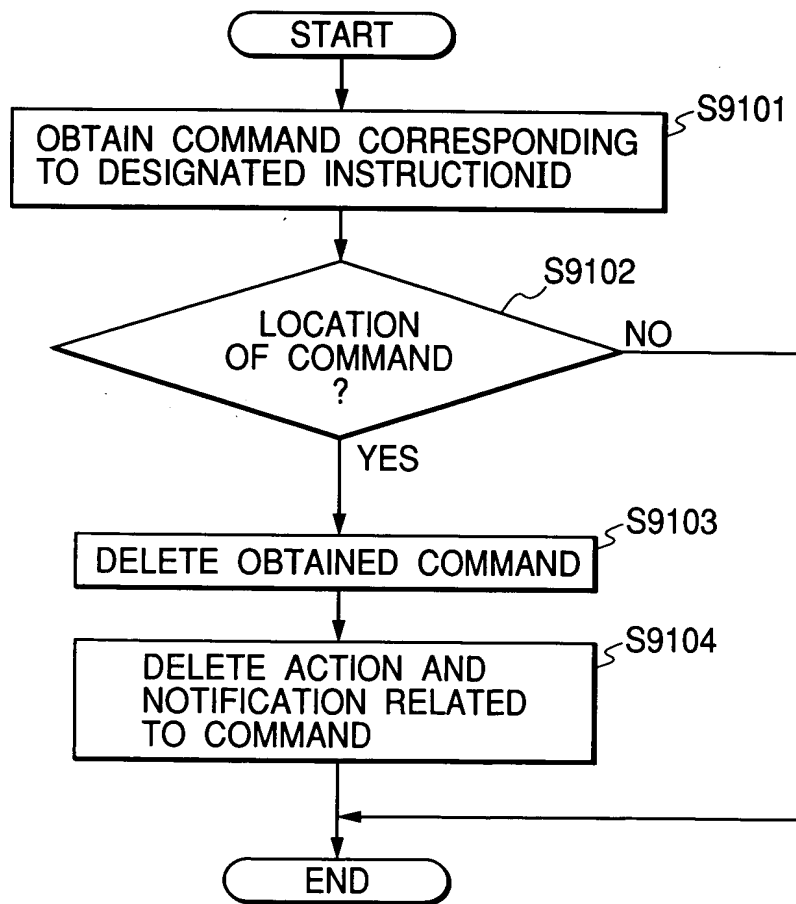 START
S9101
OBTAIN COMMAND CORRESPONDING
TO DESIGNATED INSTRUCTIONID
S9102
LOCATION
OF COMMAND
?
NO
YES
S9103
DELETE OBTAINED COMMAND
S9104
DELETE ACTION AND
NOTIFICATION RELATED
TO COMMAND
END